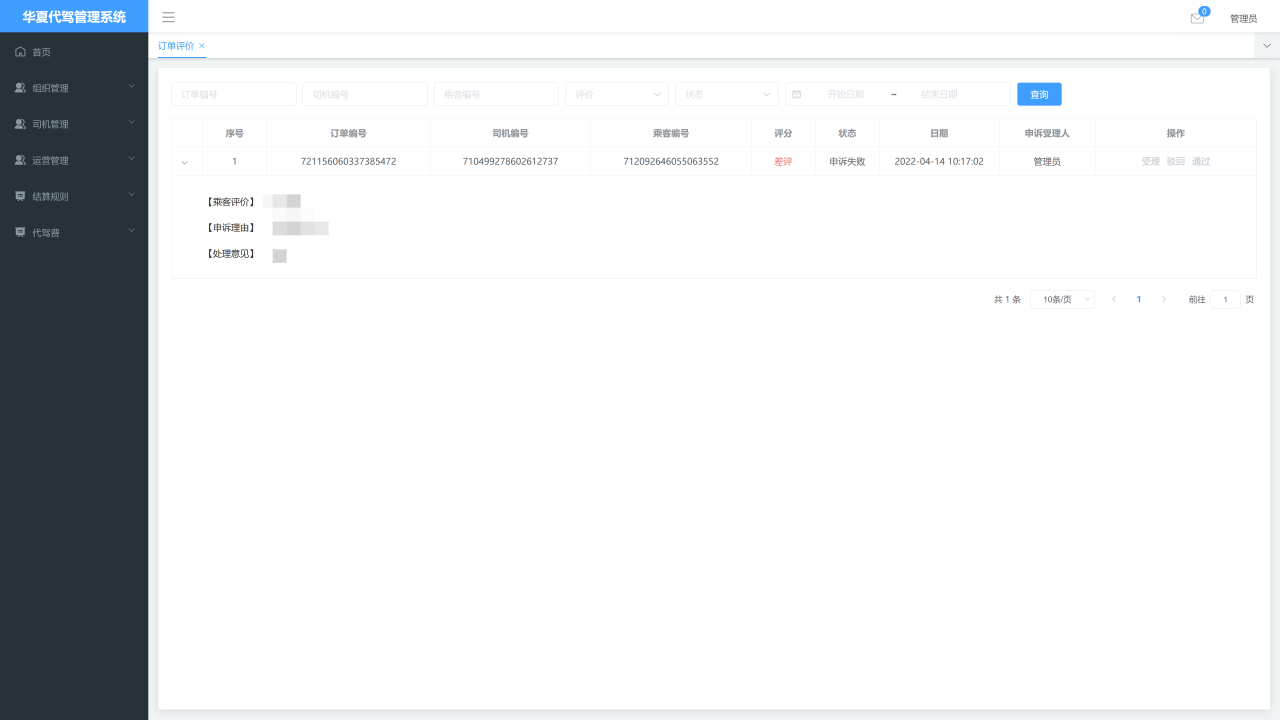 华夏代驾管理系统
0
管理员
首页
组织管理
司机管理
运营管理
结算规则
代驾费
订单评价 ×
订单编号 司机编号 乘客编号 评价 状态 开始日期 ~ 结束日期 查询
序号 订单编号 司机编号 乘客编号 评分 状态 日期 申诉受理人 操作
1 721156060337385472 710499278602612737 712092646055063552 差评 申诉失败 2022-04-14 10:17:02 管理员 受理 驳回 通过
【乘客评价】
【申诉理由】
【处理意见】
共 1 条 10条/页 1 前往 1 页